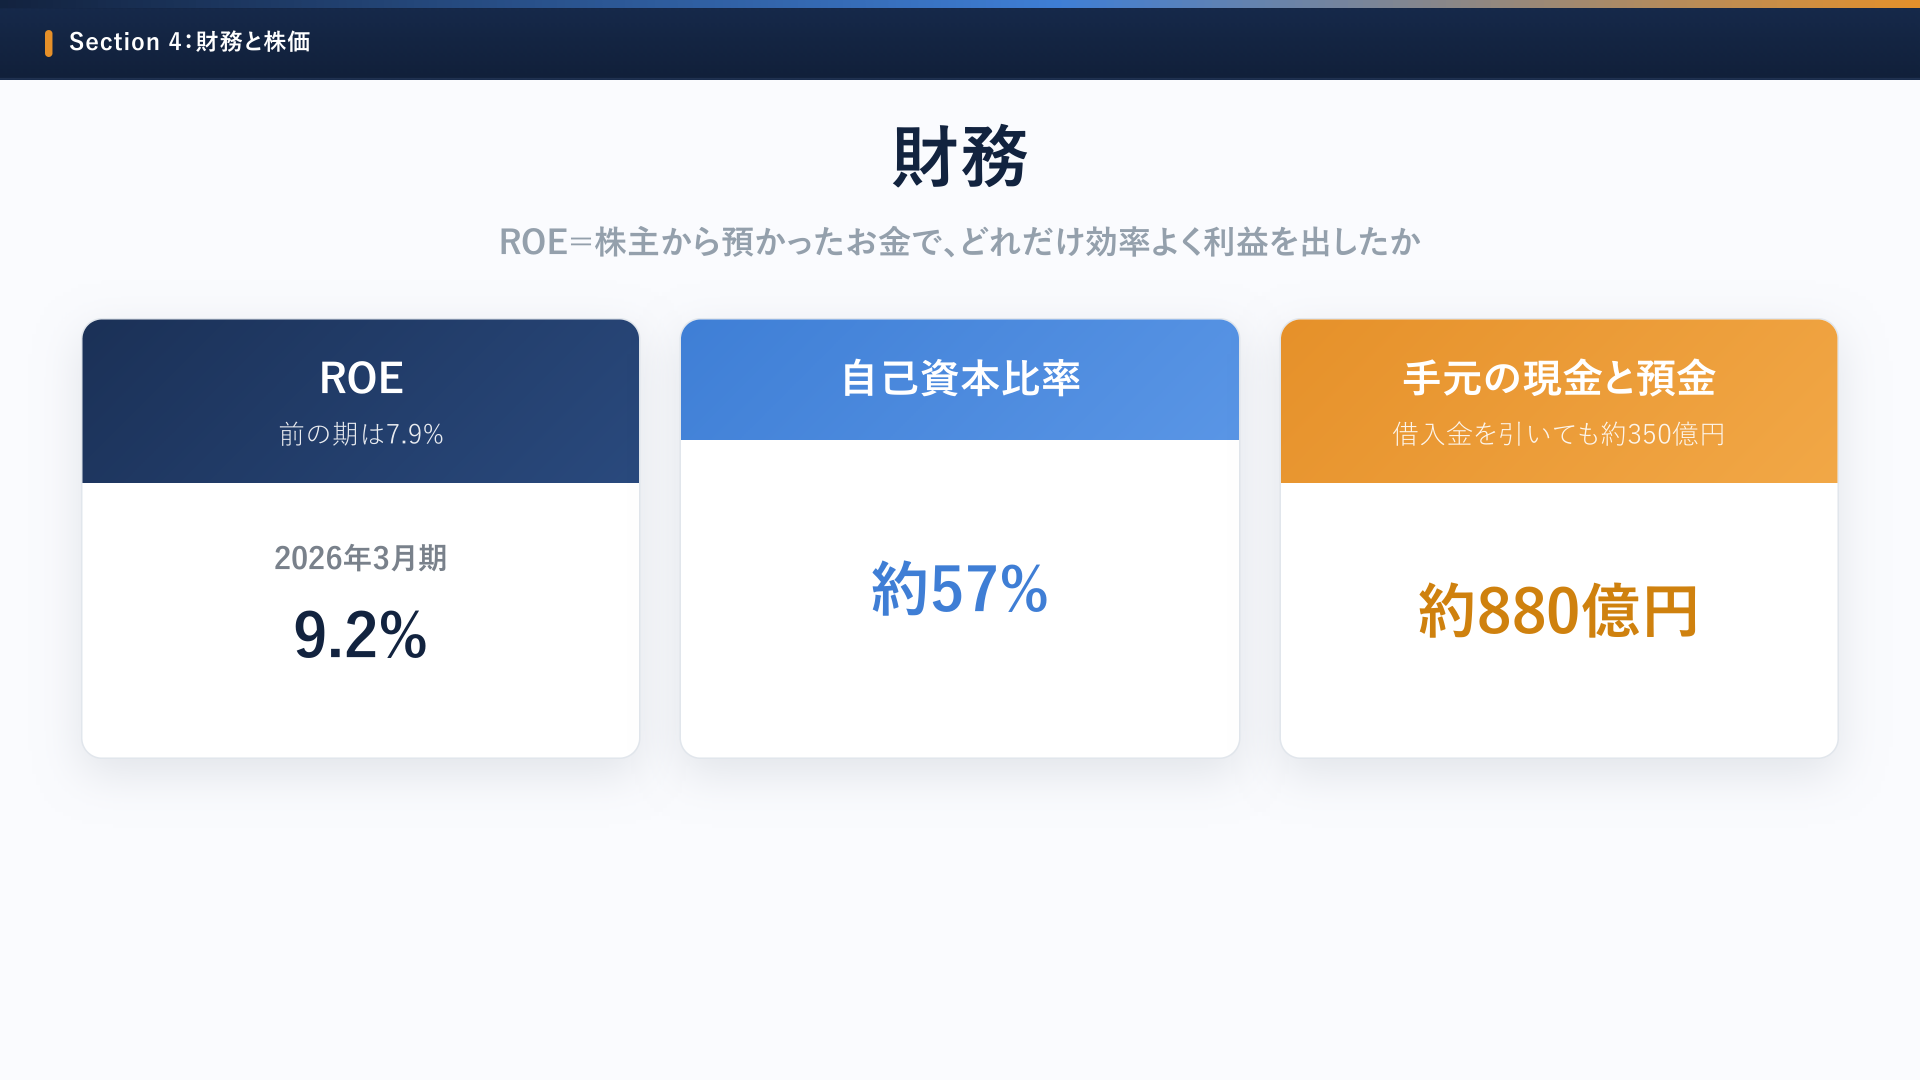 Section 4：財務と株価
財務
ROE＝株主から預かったお金で、どれだけ効率よく利益を出したか
ROE
前の期は7.9%
2026年3月期
9.2%
自己資本比率
約57%
手元の現金と預金
借入金を引いても約350億円
約880億円